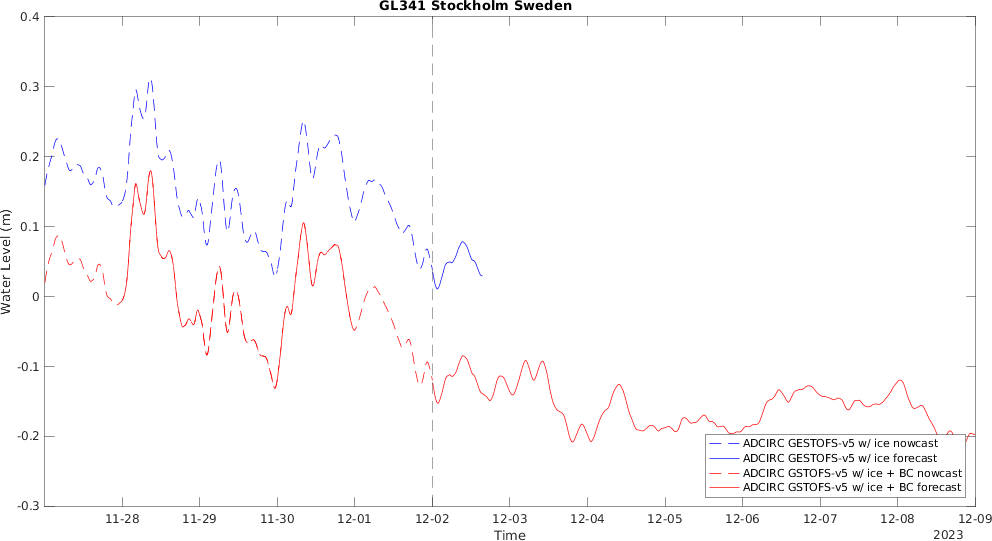 GL341 Stockholm Sweden
Water Level (m)
0.4
0.3
0.2
0.1
0
-0.1
-0.2
-0.3
ADCIRC GESTOFS-v5 w/ ice nowcast
ADCIRC GESTOFS-v5 w/ ice forecast
ADCIRC GSTOFS-v5 w/ ice + BC nowcast
ADCIRC GSTOFS-v5 w/ ice + BC forecast
11-28 11-29 11-30 12-01 12-02 12-03 12-04 12-05 12-06 12-07 12-08 12-09
Time
2023